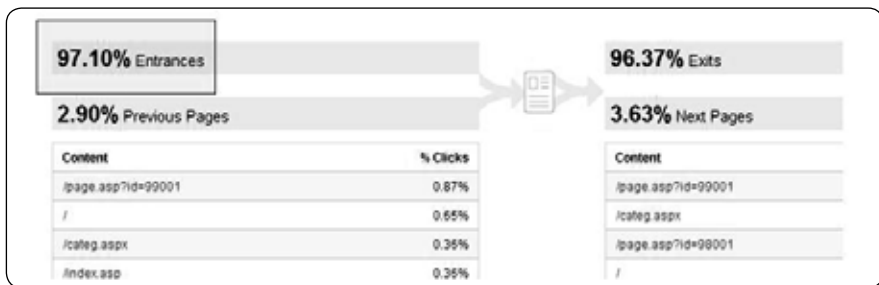 97.10% Entrances
96.37% Exits
2.90% Previous Pages
3.63% Next Pages
Content % Clicks
Content
/page.asp?id=99001 0.87%
/page.asp?id=99001
/ 0.65%
/categ.aspx
/categ.aspx 0.36%
/page.asp?id=98001
/index.asp 0.36%
/